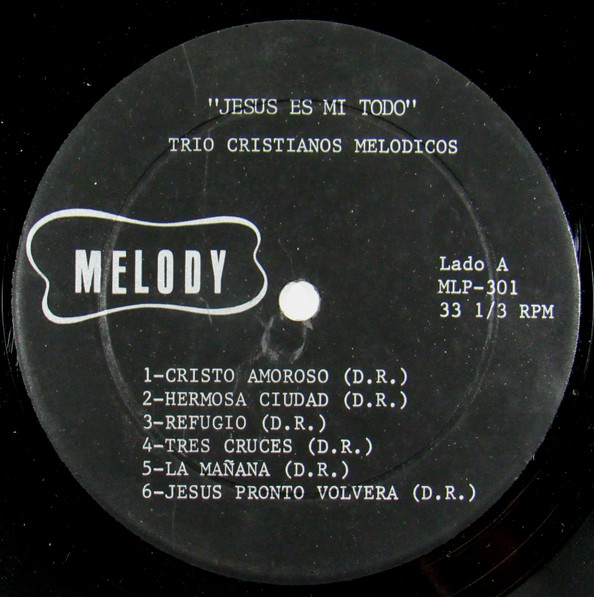 "JESUS ES MI TODO"
TRIO CRISTIANOS MELODICOS
MELODY
Lado A
MLP-301
33 1/3 RPM
1-CRISTO AMOROSO (D.R.)
2-HERMOSA CIUDAD (D.R.)
3-REFUGIO (D.R.)
4-TRES CRUCES (D.R.)
5-LA MAÑANA (D.R.)
6-JESUS PRONTO VOLVERA (D.R.)